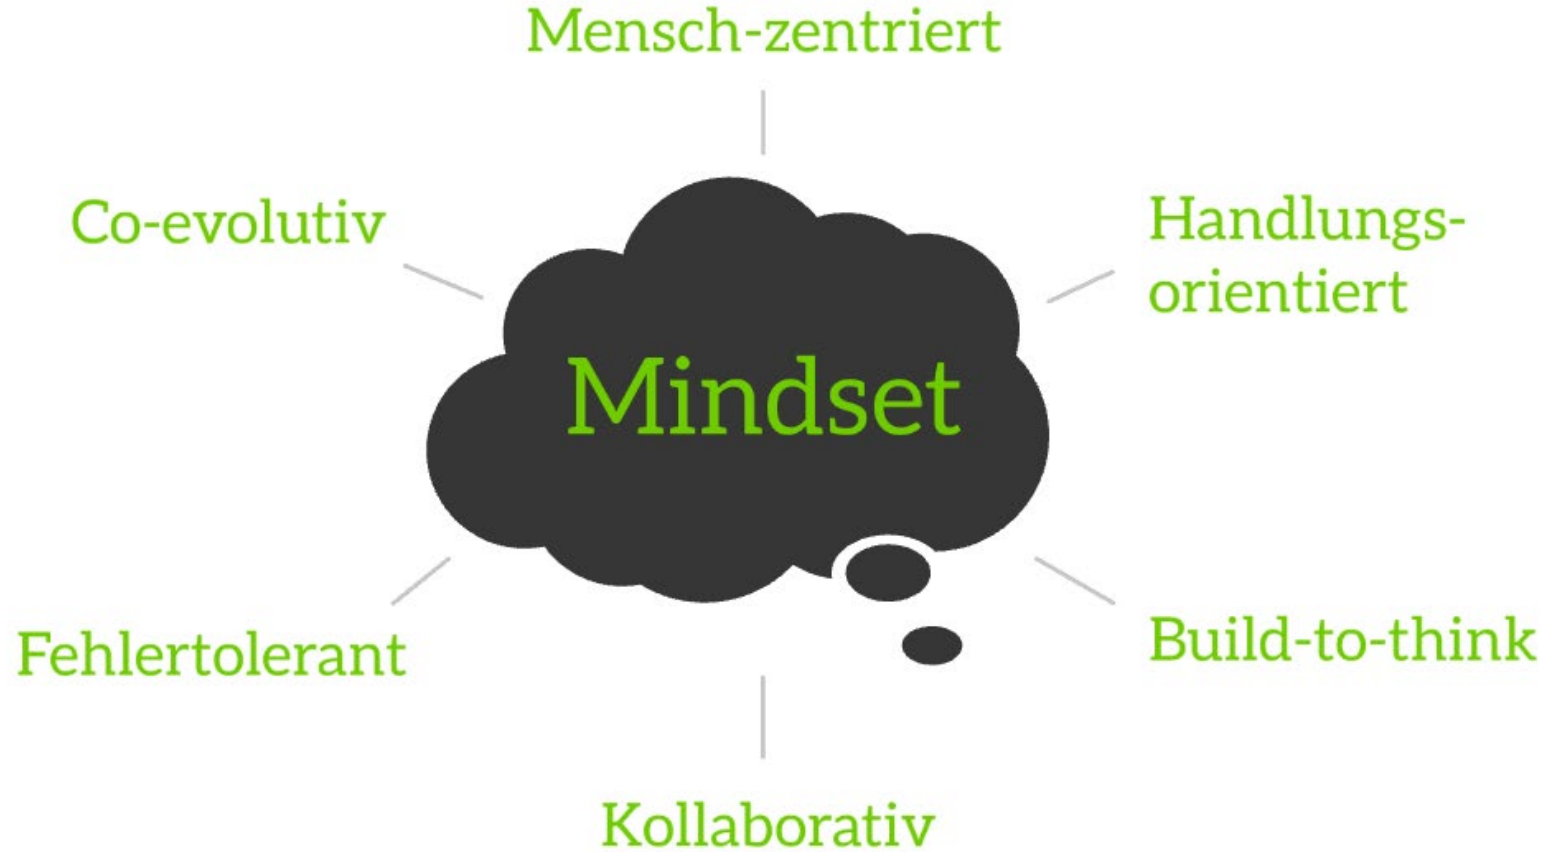 Mensch-zentriert
Co-evolutiv
Handlungs-
orientiert
Mindset
Fehlertolerant
Build-to-think
Kollaborativ